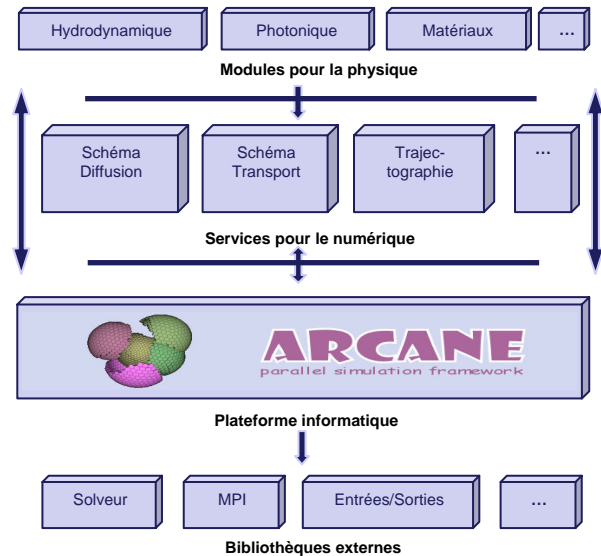 Hydrodynamique
Photonique
Matériaux
...
Modules pour la physique
Schéma
Diffusion
Schéma
Transport
Trajec-
tographie
...
Services pour le numérique
ARCANE
parallel simulation framework
Plateforme informatique
Solveur
MPI
Entrées/Sorties
...
Bibliothèques externes